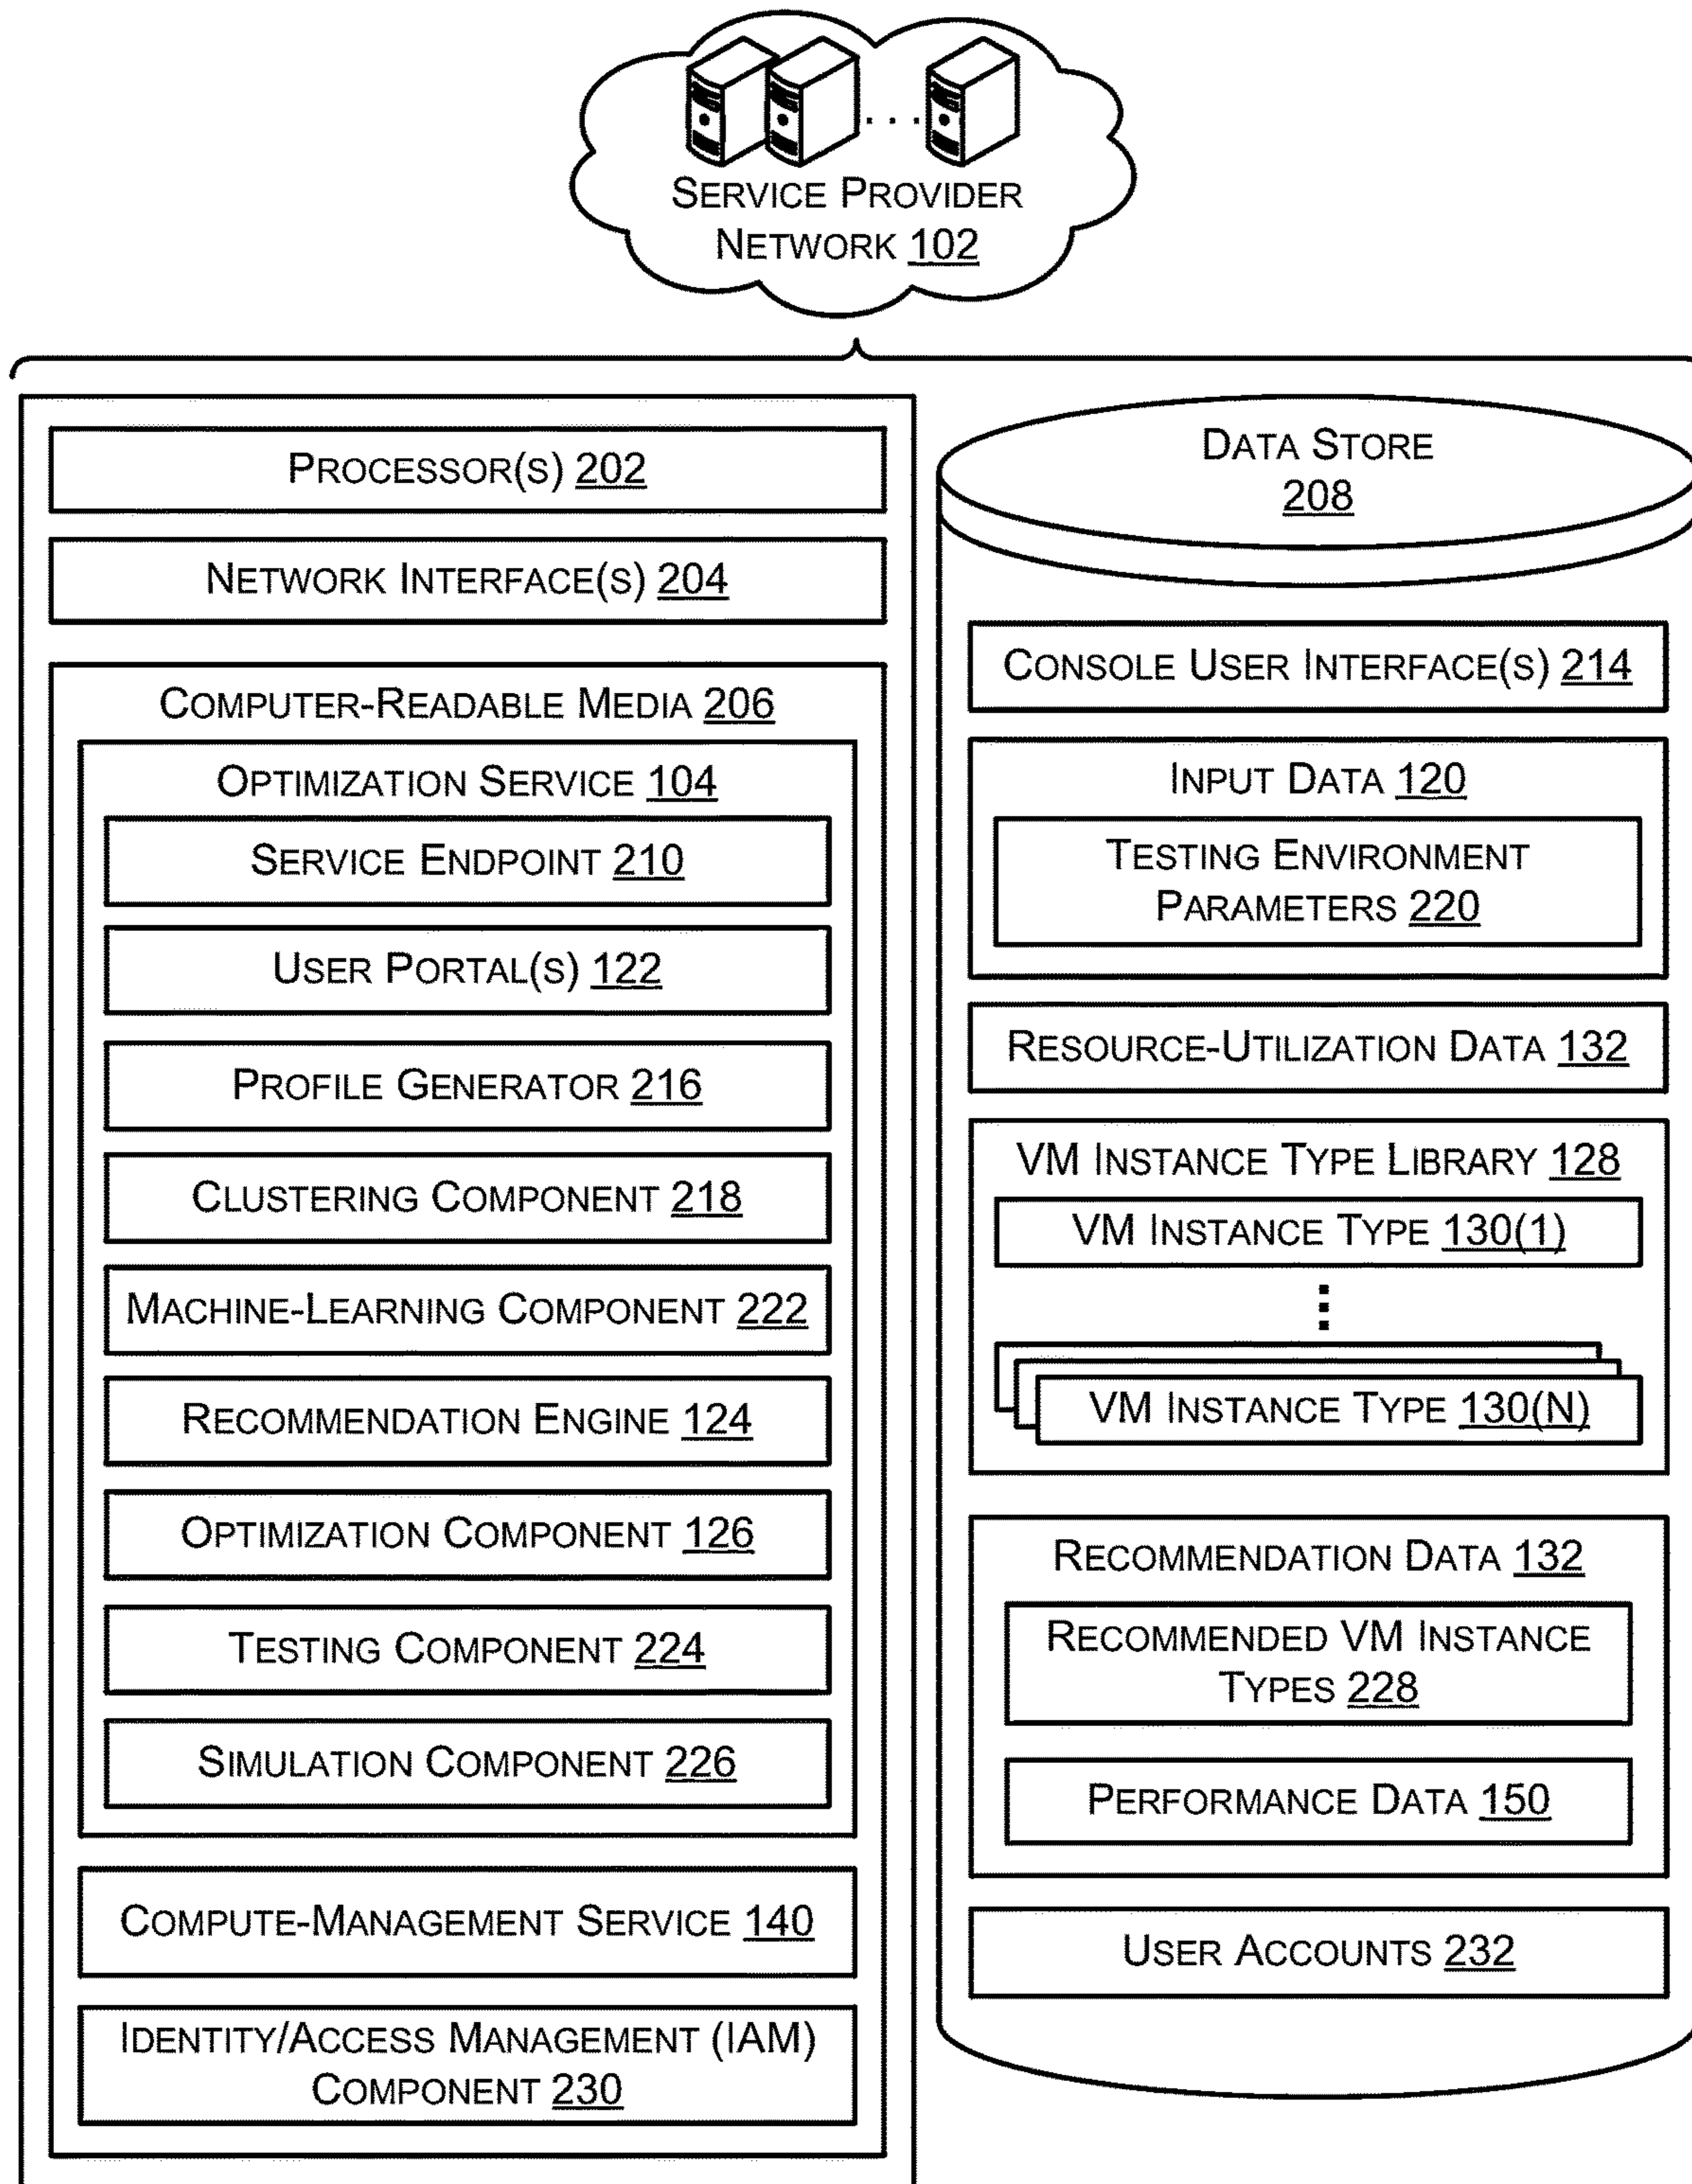 SERVICE PROVIDER
NETWORK 102
PROCESSOR(S) 202
NETWORK INTERFACE(S) 204
COMPUTER-READABLE MEDIA 206
OPTIMIZATION SERVICE 104
SERVICE ENDPOINT 210
USER PORTAL(S) 122
PROFILE GENERATOR 216
CLUSTERING COMPONENT 218
MACHINE-LEARNING COMPONENT 222
RECOMMENDATION ENGINE 124
OPTIMIZATION COMPONENT 126
TESTING COMPONENT 224
SIMULATION COMPONENT 226
COMPUTE-MANAGEMENT SERVICE 140
IDENTITY/ACCESS MANAGEMENT (IAM)
COMPONENT 230
DATA STORE
208
CONSOLE USER INTERFACE(S) 214
INPUT DATA 120
TESTING ENVIRONMENT
PARAMETERS 220
RESOURCE-UTILIZATION DATA 132
VM INSTANCE TYPE LIBRARY 128
VM INSTANCE TYPE 130(1)
VM INSTANCE TYPE 130(N)
RECOMMENDATION DATA 132
RECOMMENDED VM INSTANCE
TYPES 228
PERFORMANCE DATA 150
USER ACCOUNTS 232